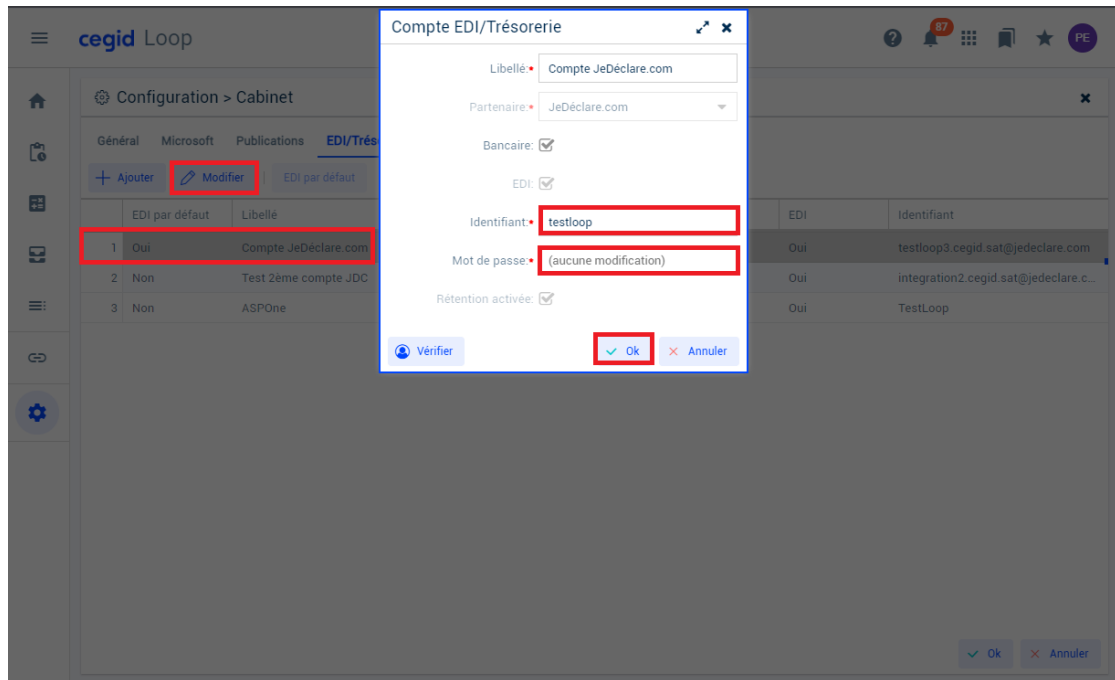 cegid Loop
87
PE
Configuration > Cabinet
Général Microsoft Publications EDI/Trés
Ajouter Modifier EDI par défaut
EDI par défaut Libellé EDI Identifiant
1 Oui Compte JeDéclare.com Oui testloop3.cegid.sat@jedeclare.com
2 Non Test 2ème compte JDC Oui integration2.cegid.sat@jedeclare.c...
3 Non ASPOne Oui TestLoop
Compte EDI/Trésorerie
Libellé: Compte JeDéclare.com
Partenaire: JeDéclare.com
Bancaire:
EDI:
Identifiant: testloop
Mot de passe: (aucune modification)
Rétention activée:
Vérifier Ok Annuler
Ok Annuler